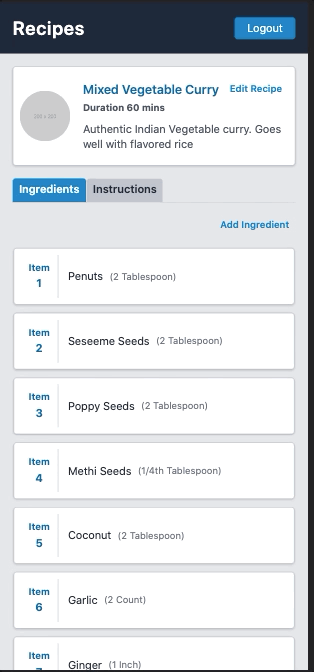 Recipes
Logout
Mixed Vegetable Curry
Edit Recipe
Duration 60 mins
Authentic Indian Vegetable curry. Goes
well with flavored rice
Ingredients
Instructions
Add Ingredient
Item
1
Penuts (2 Tablespoon)
Item
2
Seseeme Seeds (2 Tablespoon)
Item
3
Poppy Seeds (2 Tablespoon)
Item
4
Methi Seeds (1/4th Tablespoon)
Item
5
Coconut (2 Tablespoon)
Item
6
Garlic (2 Count)
Item
Ginger (1 Inch)